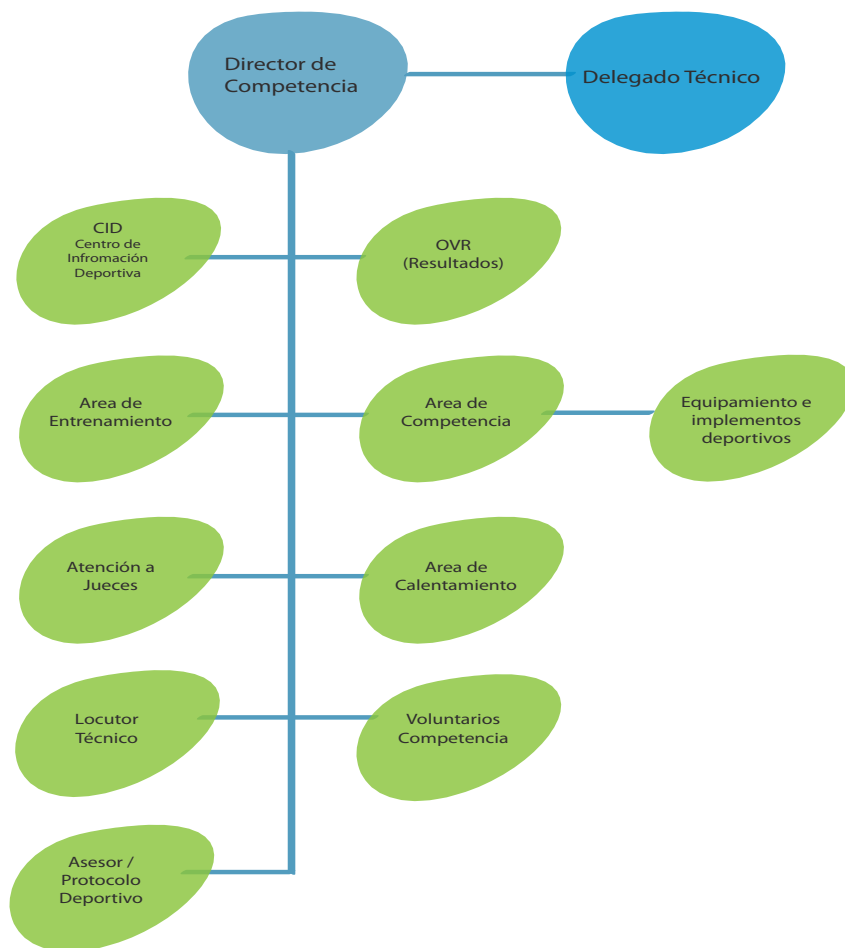 Director de
Competencia
Delegado Técnico
CID
Centro de
Infromación
Deportiva
OVR
(Resultados)
Area de
Entrenamiento
Area de
Competencia
Equipamiento e
implementos
deportivos
Atención a
Jueces
Area de
Calentamiento
Locutor
Técnico
Voluntarios
Competencia
Asesor /
Protocolo
Deportivo